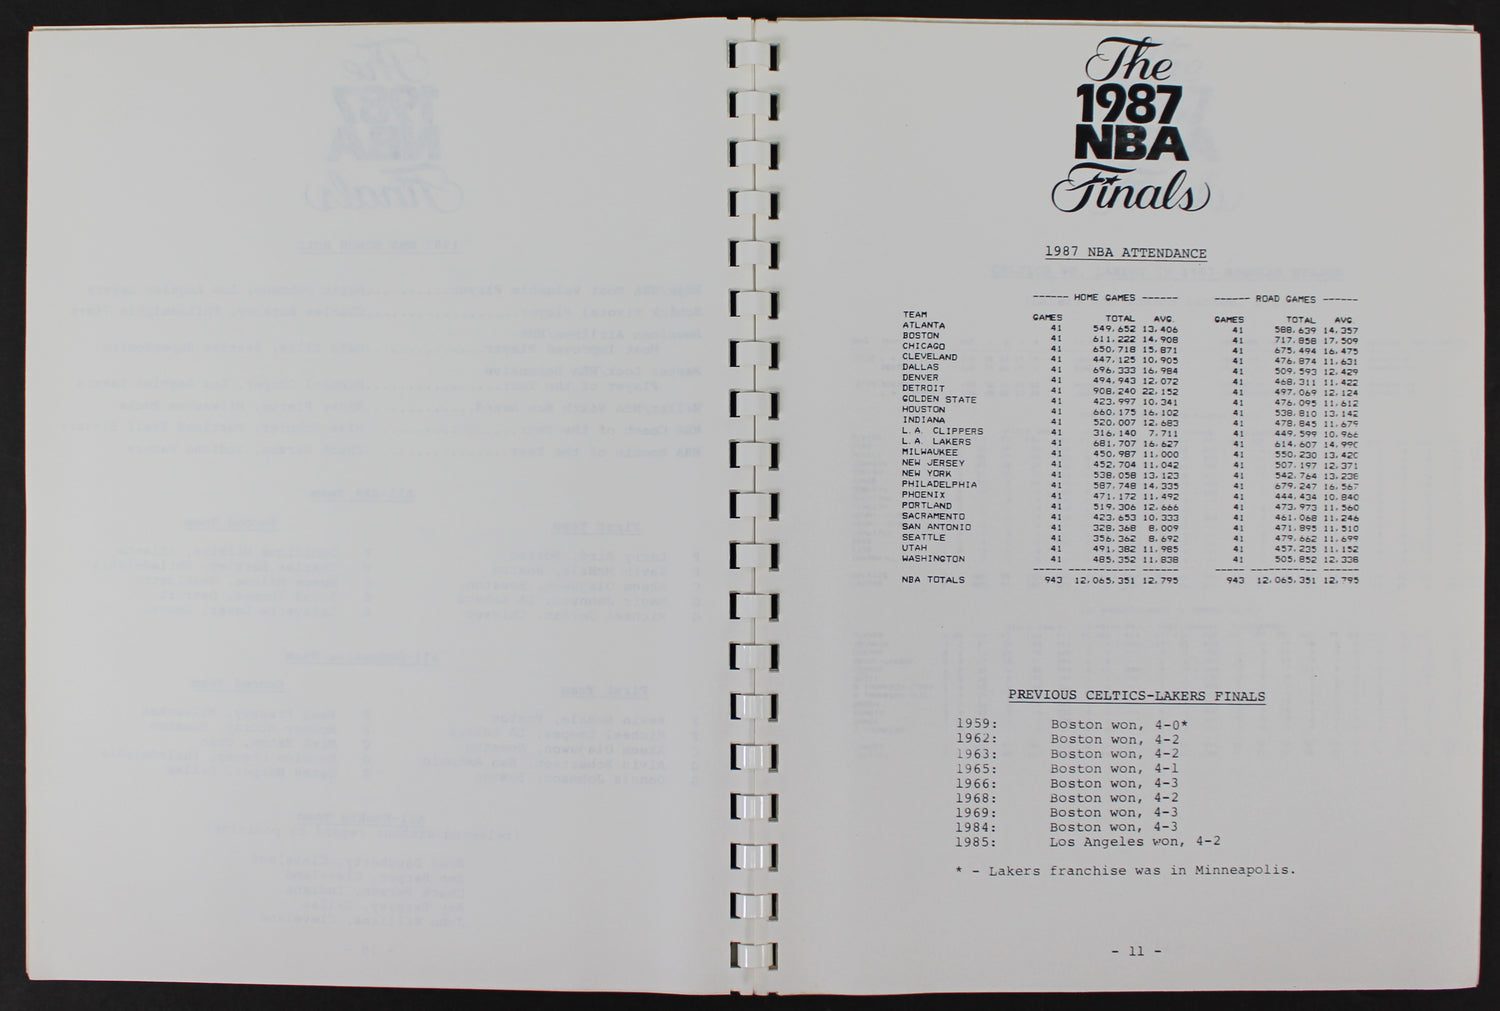 The
1987
NBA
Finals
1987 NBA ATTENDANCE
------ HOME GAMES ------ ------ ROAD GAMES ------
TEAM GAMES TOTAL AVG. GAMES TOTAL AVG.
ATLANTA 41 549,652 13,406 41 588,639 14,357
BOSTON 41 611,222 14,908 41 717,858 17,509
CHICAGO 41 650,718 15,871 41 675,494 16,475
CLEVELAND 41 447,125 10,905 41 476,874 11,631
DALLAS 41 696,333 16,984 41 509,593 12,429
DENVER 41 494,943 12,072 41 468,311 11,422
DETROIT 41 908,240 22,152 41 497,069 12,124
GOLDEN STATE 41 423,997 10,341 41 476,095 11,612
HOUSTON 41 660,175 16,102 41 538,810 13,142
INDIANA 41 520,007 12,683 41 478,845 11,679
L.A. CLIPPERS 41 316,140 7,711 41 449,599 10,966
L.A. LAKERS 41 681,707 16,627 41 614,607 14,990
MILWAUKEE 41 450,987 11,000 41 550,230 13,420
NEW JERSEY 41 452,704 11,042 41 507,197 12,371
NEW YORK 41 538,058 13,123 41 542,764 13,238
PHILADELPHIA 41 587,748 14,335 41 679,247 16,567
PHOENIX 41 471,172 11,492 41 444,434 10,840
PORTLAND 41 519,306 12,666 41 473,973 11,560
SACRAMENTO 41 423,653 10,333 41 461,068 11,246
SAN ANTONIO 41 328,368 8,009 41 471,895 11,510
SEATTLE 41 356,362 8,692 41 479,662 11,699
UTAH 41 491,382 11,985 41 457,235 11,152
WASHINGTON 41 485,352 11,838 41 505,852 12,338
NBA TOTALS 943 12,065,351 12,795 943 12,065,351 12,795
PREVIOUS CELTICS-LAKERS FINALS
1959: Boston won, 4-0*
1962: Boston won, 4-2
1963: Boston won, 4-2
1965: Boston won, 4-1
1966: Boston won, 4-3
1968: Boston won, 4-2
1969: Boston won, 4-3
1984: Boston won, 4-3
1985: Los Angeles won, 4-2
* - Lakers franchise was in Minneapolis.
- 11 -